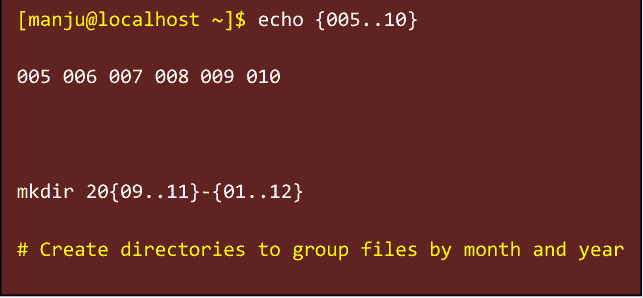 [manju@localhost ~]$ echo {005..10}
005 006 007 008 009 010
mkdir 20{09..11}-{01..12}
# Create directories to group files by month and year